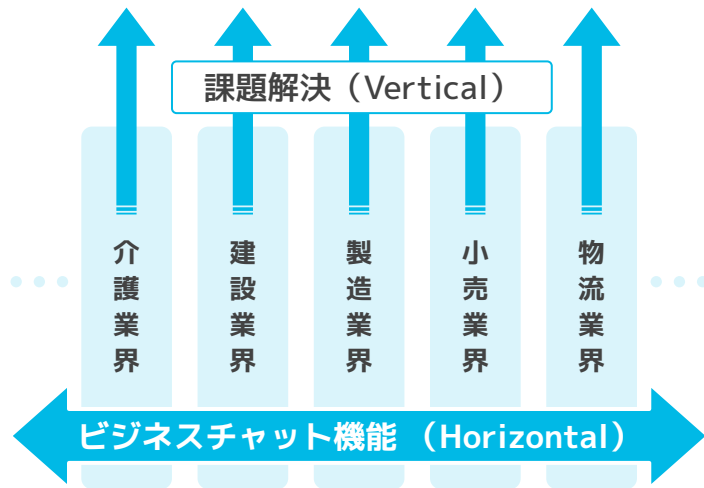 課題解決（Vertical）
介護業界
建設業界
製造業界
小売業界
物流業界
ビジネスチャット機能 （Horizontal）